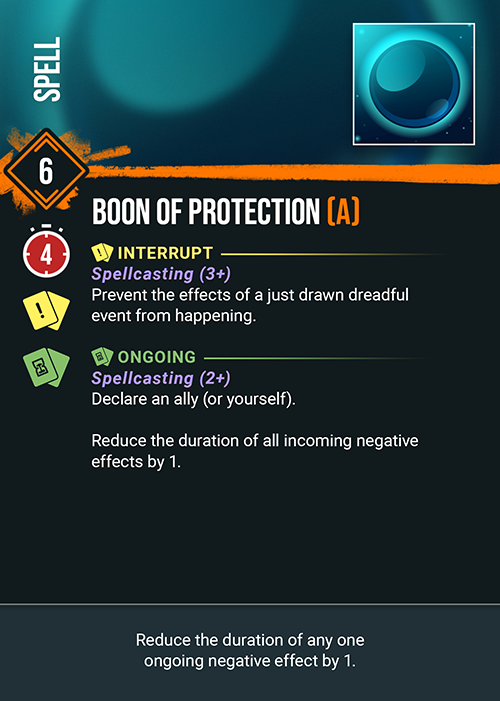 SPELL
6
BOON OF PROTECTION (A)
4
! INTERRUPT
Spellcasting (3+)
Prevent the effects of a just drawn dreadful
event from happening.
!
ONGOING
Spellcasting (2+)
Declare an ally (or yourself).
Reduce the duration of all incoming negative
effects by 1.
Reduce the duration of any one
ongoing negative effect by 1.